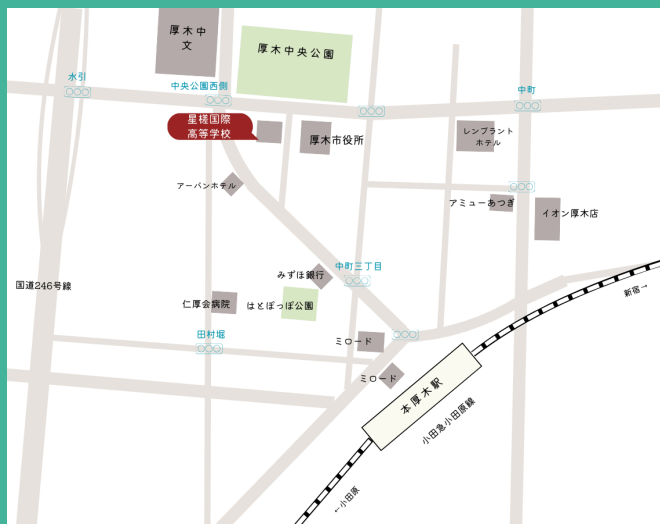 厚木中
文
厚木中央公園
水引
中央公園西側
中町
星槎国際
高等学校
厚木市役所
レンブラント
ホテル
アーバンホテル
アミューあつぎ
イオン厚木店
みずほ銀行
中町三丁目
国道246号線
仁厚会病院
はとぽっぽ公園
新宿→
田村堀
ミロード
ミロード
本厚木駅
小田急小田原線
←小田原